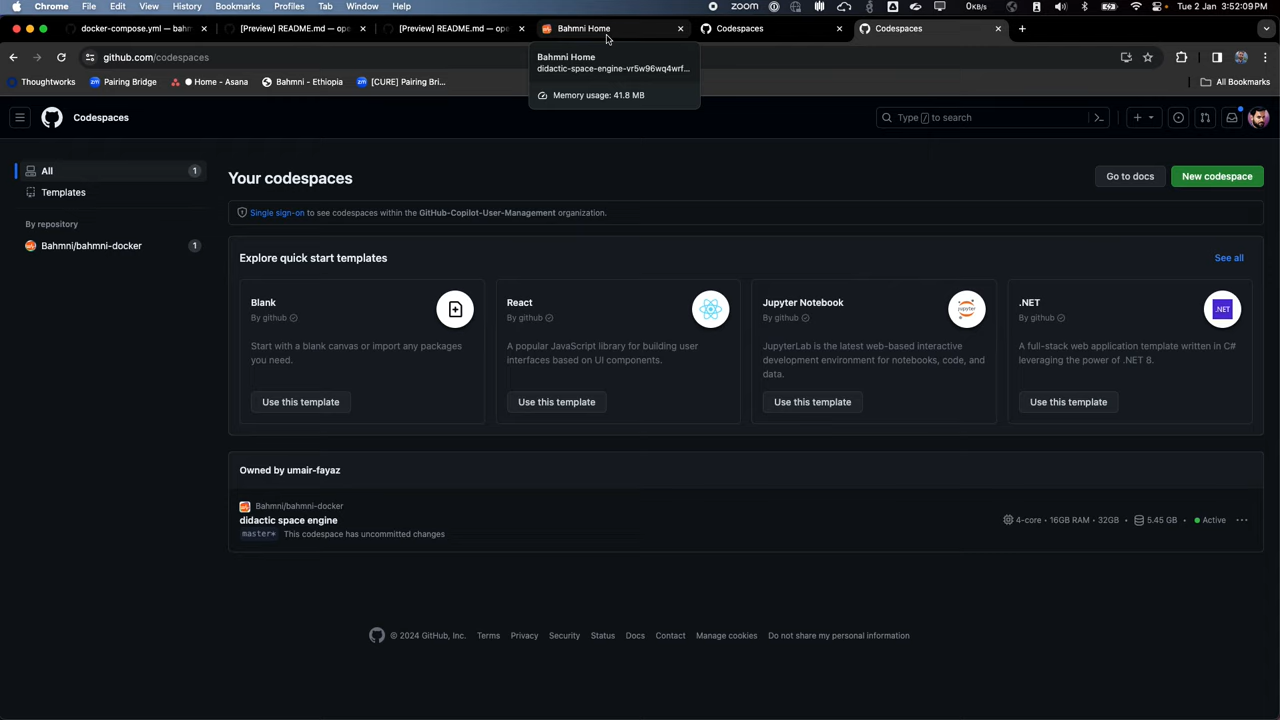 Chrome File Edit View History Bookmarks Profiles Tab Window Help zoom 0kB/s Tue 2 Jan 3:52:09 PM
docker-compose.yml — bahm [Preview] README.md — ope [Preview] README.md — ope Bahmni Home Codespaces Codespaces
github.com/codespaces
Bahmni Home
didactic-space-engine-vr5w96wq4wrf...
Memory usage: 41.8 MB
Thoughtworks zm Pairing Bridge Home - Asana Bahmni - Ethiopia zm [CURE] Pairing Bri... All Bookmarks
Codespaces Type / to search
All 1
Templates
By repository
Bahmni/bahmni-docker 1
Your codespaces Go to docs New codespace
Single sign-on to see codespaces within the GitHub-Copilot-User-Management organization.
Explore quick start templates See all
Blank
By github
Start with a blank canvas or import any packages
you need.
Use this template
React
By github
A popular JavaScript library for building user
interfaces based on UI components.
Use this template
Jupyter Notebook
By github
JupyterLab is the latest web-based interactive
development environment for notebooks, code, and
data.
Use this template
.NET
By github
.NET
A full-stack web application template written in C#
leveraging the power of .NET 8.
Use this template
Owned by umair-fayaz
Bahmni/bahmni-docker
didactic space engine 4-core • 16GB RAM • 32GB • 5.45 GB • Active
master* This codespace has uncommitted changes
© 2024 GitHub, Inc. Terms Privacy Security Status Docs Contact Manage cookies Do not share my personal information